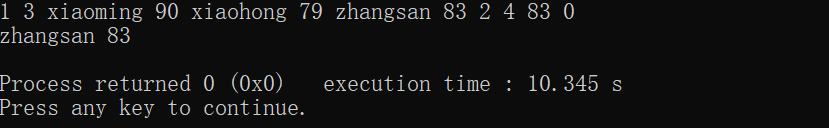 1 3 xiaoming 90 xiaohong 79 zhangsan 83 2 4 83 0
zhangsan 83
Process returned 0 (0x0)   execution time : 10.345 s
Press any key to continue.